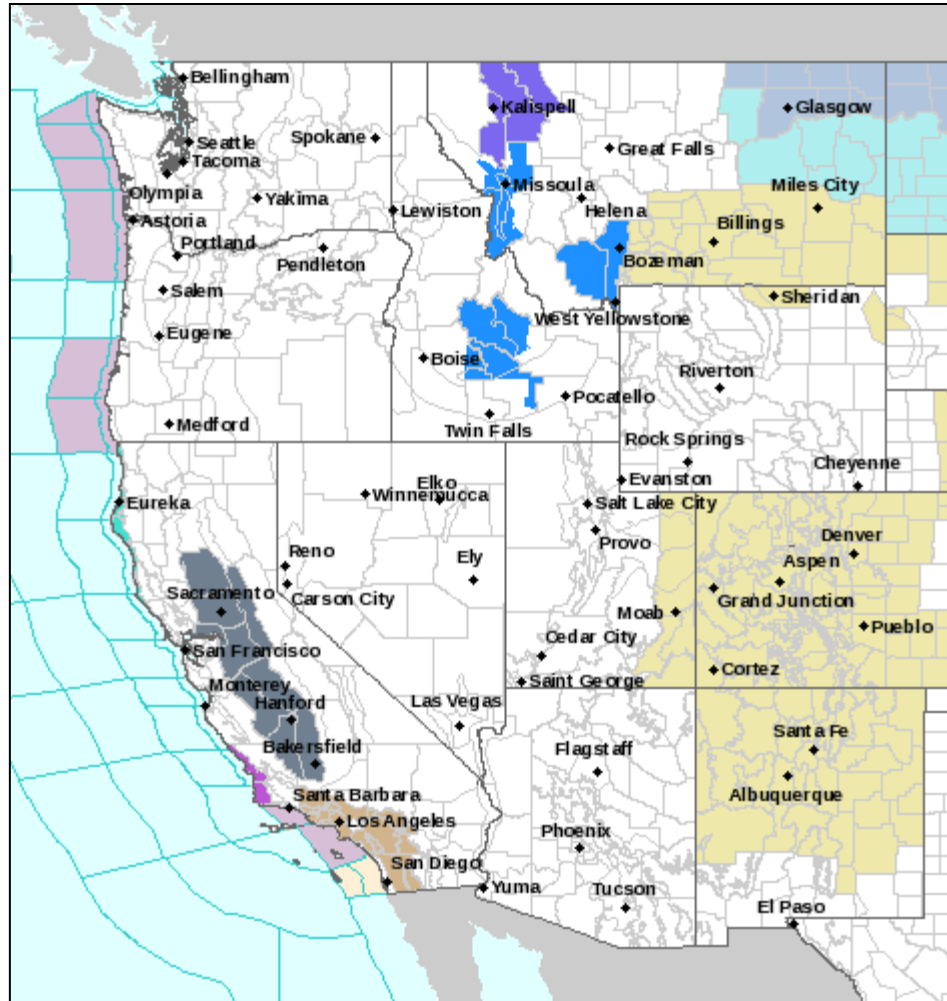 Bellingham
Kalispell
Glasgow
Seattle
Spokane
Great Falls
Tacoma
Missoula
Miles City
Olympia
Yakima
Lewiston
Helena
Astoria
Billings
Portland
Bozeman
Pendleton
Salem
Sheridan
West Yellowstone
Eugene
Boise
Riverton
Pocatello
Medford
Twin Falls
Rock Springs
Cheyenne
Evanston
Elko
Winnemucca
Eureka
Salt Lake City
Denver
Provo
Reno
Ely
Aspen
Sacramento
Carson City
Grand Junction
Moab
Pueblo
Cedar City
San Francisco
Cortez
Saint George
Monterey
Las Vegas
Hanford
Santa Fe
Bakersfield
Flagstaff
Albuquerque
Santa Barbara
Los Angeles
Phoenix
San Diego
Yuma
Tucson
El Paso